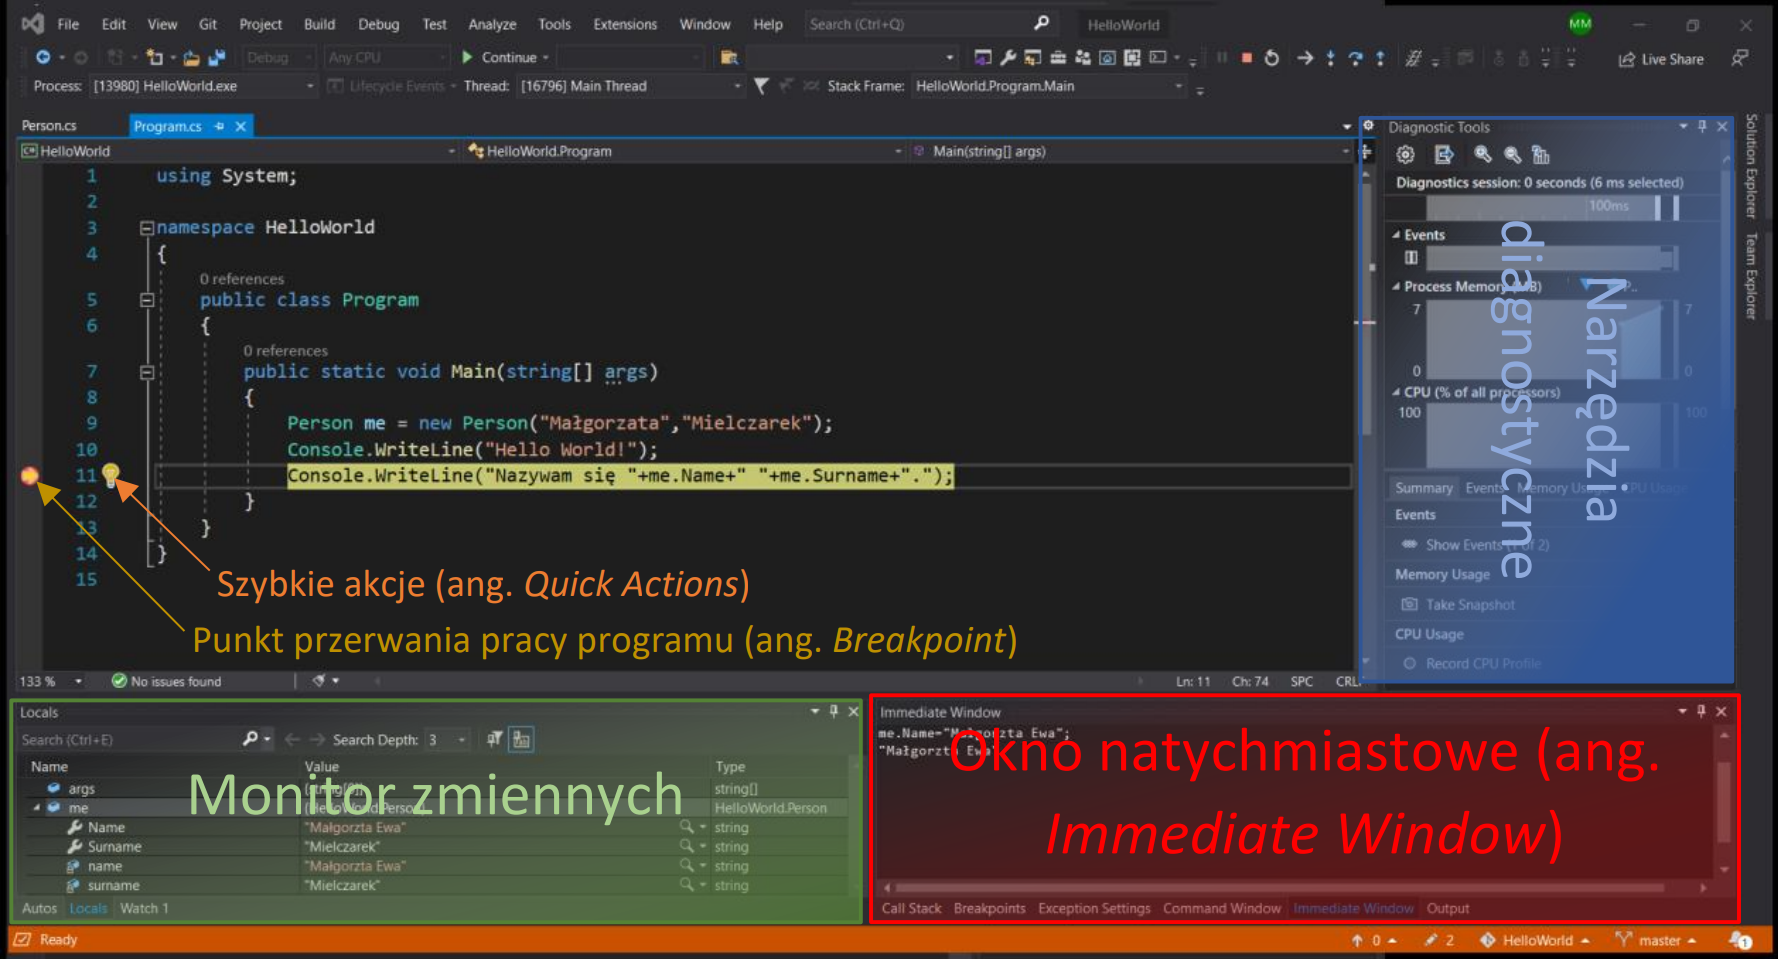 File Edit View Git Project Build Debug Test Analyze Tools Extensions Window Help Search (Ctrl+Q) HelloWorld MM
Debug Any CPU Continue Live Share
Process: [13980] HelloWorld.exe Lifecycle Events Thread: [16796] Main Thread Stack Frame: HelloWorld.Program.Main
Person.cs Program.cs
HelloWorld HelloWorld.Program Main(string[] args)
1 using System;
2
3 namespace HelloWorld
4 {
0 references
5 public class Program
6 {
0 references
7 public static void Main(string[] args)
8 {
9 Person me = new Person("Małgorzata","Mielczarek");
10 Console.WriteLine("Hello World!");
11 Console.WriteLine("Nazywam się "+me.Name+" "+me.Surname+".");
12 }
13 }
14 }
15
Szybkie akcje (ang. Quick Actions)
Punkt przerwania pracy programu (ang. Breakpoint)
133 % No issues found Ln: 11 Ch: 74 SPC CRLF
Diagnostic Tools
Diagnostics session: 0 seconds (6 ms selected)
100ms
Events
Process Memory (MB) P..
7 7
0 0
CPU (% of all processors)
100 100
Summary Events Memory Usage CPU Usage
Events
Show Events (1 of 2)
Memory Usage
Take Snapshot
CPU Usage
Record CPU Profile
Narzędzia
diagnostyczne
Solution Explorer
Team Explorer
Locals
Search (Ctrl+E) Search Depth: 3
Name Value Type
args {string[0]} string[]
me {HelloWorld.Person} HelloWorld.Person
Name "Małgorzta Ewa" string
Surname "Mielczarek" string
name "Małgorzta Ewa" string
surname "Mielczarek" string
Autos Locals Watch 1
Monitor zmiennych
Immediate Window
me.Name="Małgorzta Ewa";
"Małgorzta Ewa"
Okno natychmiastowe (ang.
Immediate Window)
Call Stack Breakpoints Exception Settings Command Window Immediate Window Output
Ready 0 2 HelloWorld master 1